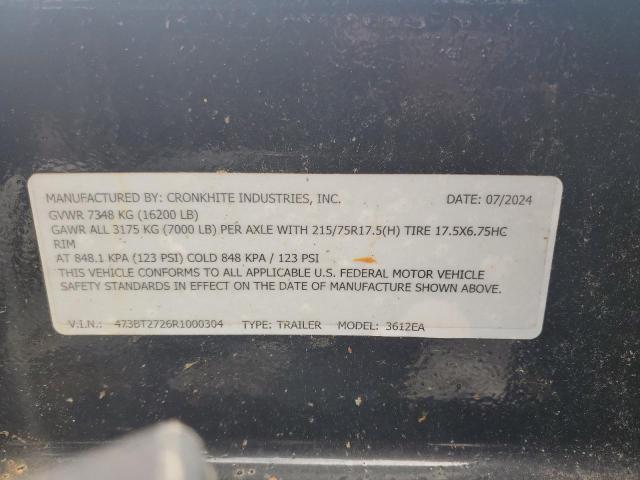 MANUFACTURED BY: CRONKHITE INDUSTRIES, INC. DATE: 07/2024
GVWR 7348 KG (16200 LB)
GAWR ALL 3175 KG (7000 LB) PER AXLE WITH 215/75R17.5(H) TIRE 17.5X6.75HC
RIM
AT 848.1 KPA (123 PSI) COLD 848 KPA / 123 PSI
THIS VEHICLE CONFORMS TO ALL APPLICABLE U.S. FEDERAL MOTOR VEHICLE
SAFETY STANDARDS IN EFFECT ON THE DATE OF MANUFACTURE SHOWN ABOVE.
V.I.N.: 473BT2726R1000304 TYPE: TRAILER MODEL: 3612EA